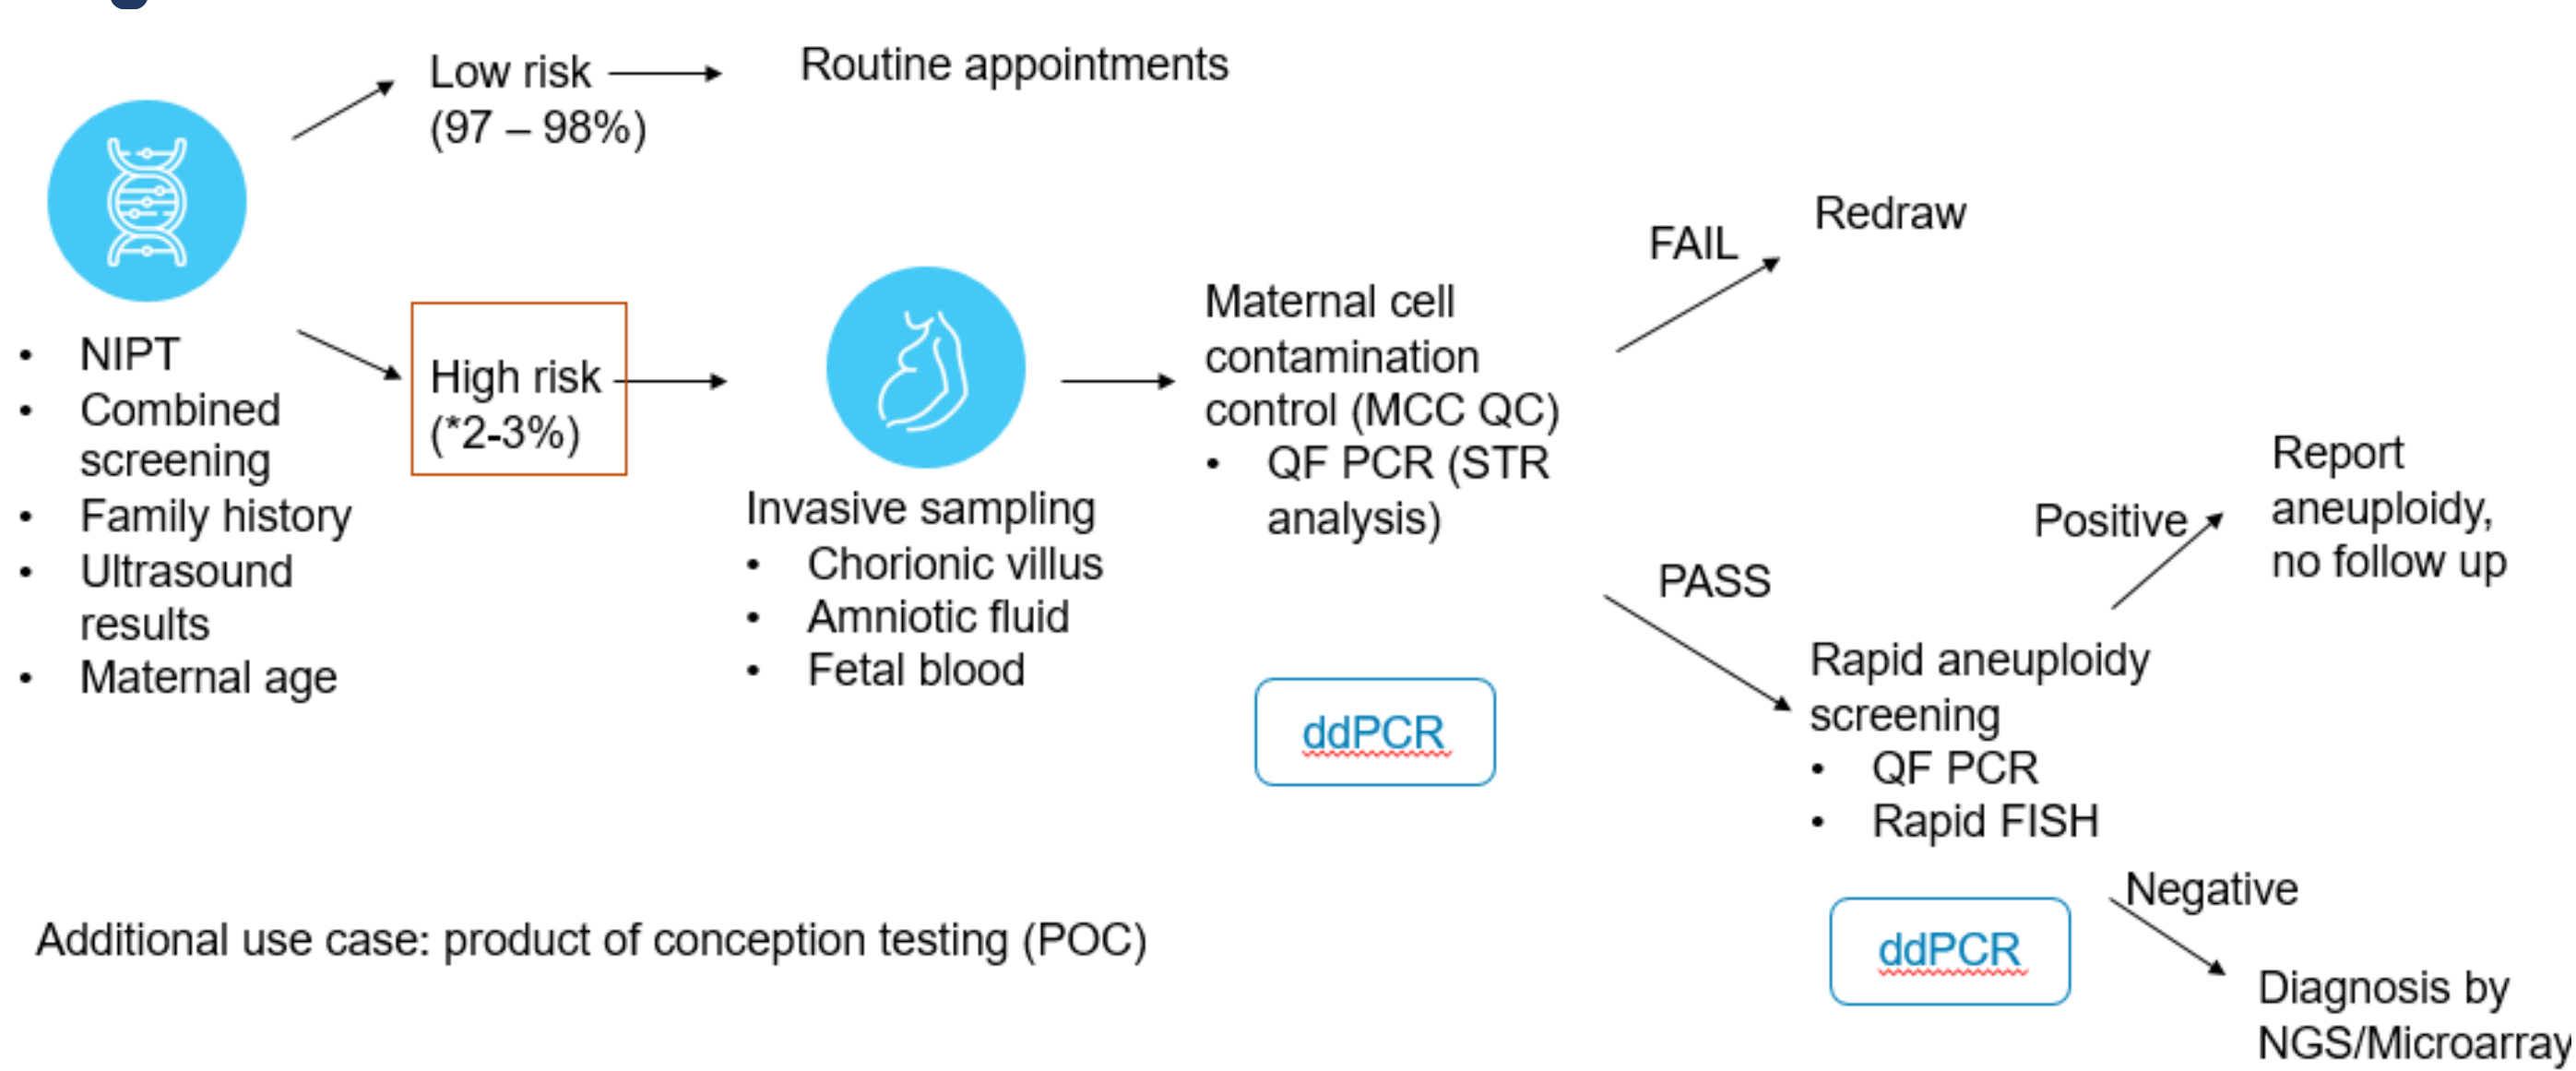 Low risk
(97 – 98%)
Routine appointments
• NIPT
• Combined
screening
• Family history
• Ultrasound
results
• Maternal age
High risk
(*2-3%)
Invasive sampling
• Chorionic villus
• Amniotic fluid
• Fetal blood
Maternal cell
contamination
control (MCC QC)
• QF PCR (STR
analysis)
ddPCR
FAIL
Redraw
PASS
Rapid aneuploidy
screening
• QF PCR
• Rapid FISH
ddPCR
Positive
Report
aneuploidy,
no follow up
Negative
Diagnosis by
NGS/Microarray
Additional use case: product of conception testing (POC)